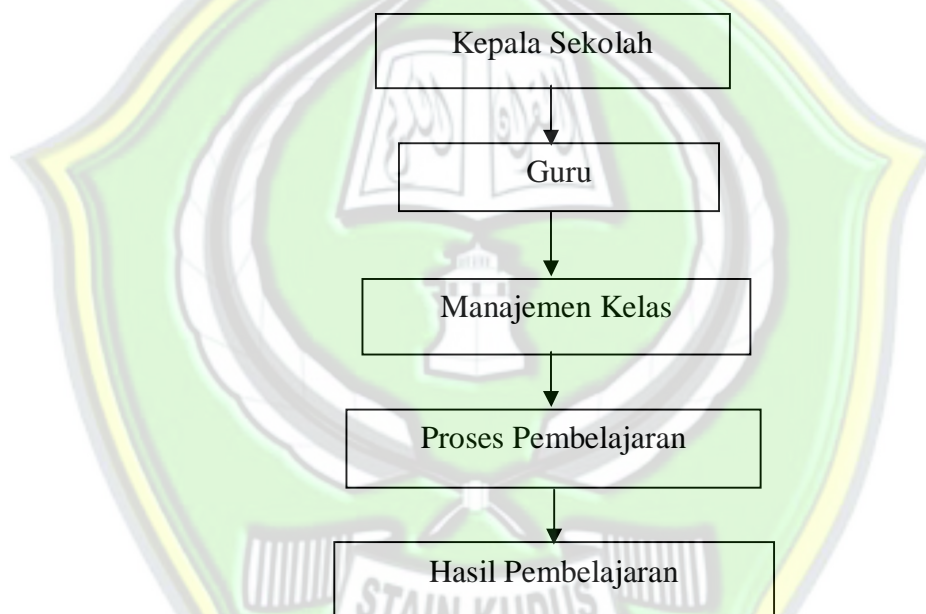 Kepala Sekolah
Guru
Manajemen Kelas
Proses Pembelajaran
Hasil Pembelajaran
STAIN KUDUS